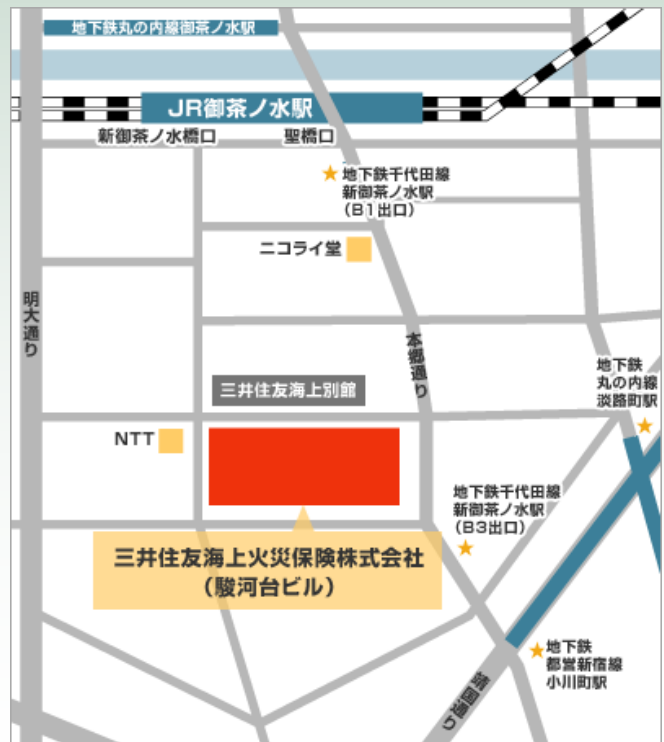 地下鉄丸の内線御茶ノ水駅
JR御茶ノ水駅
新御茶ノ水橋口
聖橋口
地下鉄千代田線
新御茶ノ水駅
（B1出口）
ニコライ堂
明大通り
本郷通り
地下鉄
丸の内線
淡路町駅
三井住友海上別館
NTT
地下鉄千代田線
新御茶ノ水駅
（B3出口）
三井住友海上火災保険株式会社
（駿河台ビル）
地下鉄
都営新宿線
小川町駅
靖国通り